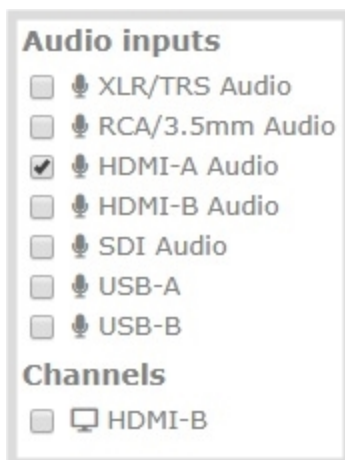 Audio inputs
XLR/TRS Audio
RCA/3.5mm Audio
HDMI-A Audio
HDMI-B Audio
SDI Audio
USB-A
USB-B
Channels
HDMI-B